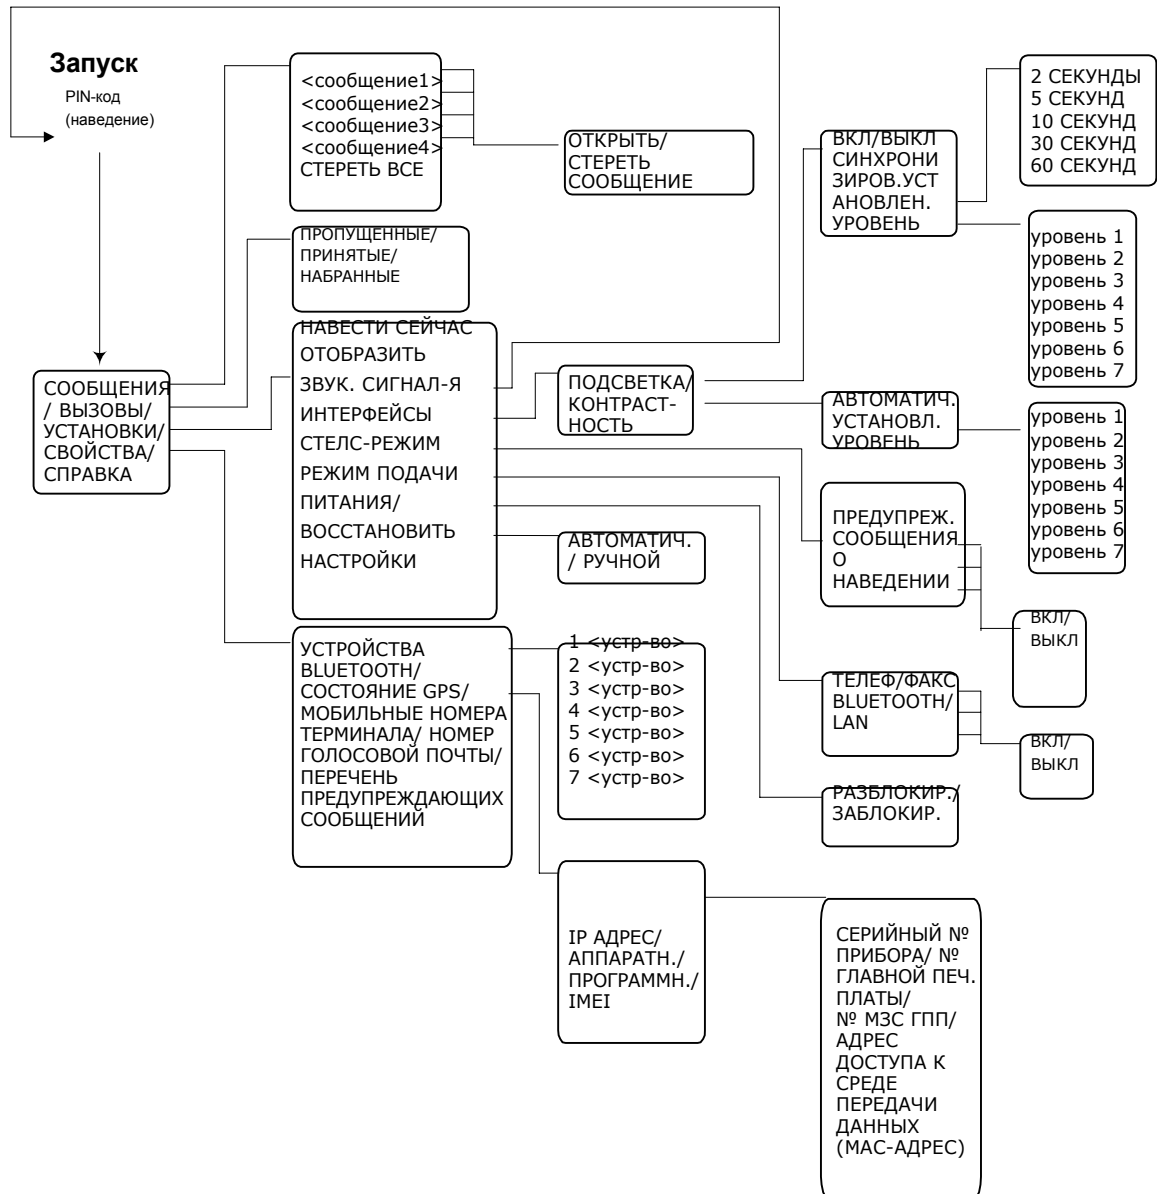 Запуск
PIN-код
(наведение)
СООБЩЕНИЯ
/ ВЫЗОВЫ/
УСТАНОВКИ/
СВОЙСТВА/
СПРАВКА
<сообщение1>
<сообщение2>
<сообщение3>
<сообщение4>
СТЕРЕТЬ ВСЕ
ОТКРЫТЬ/
СТЕРЕТЬ
СООБЩЕНИЕ
ПРОПУЩЕННЫЕ/
ПРИНЯТЫЕ/
НАБРАННЫЕ
НАВЕСТИ СЕЙЧАС
ОТОБРАЗИТЬ
ЗВУК. СИГНАЛ-Я
ИНТЕРФЕЙСЫ
СТЕЛС-РЕЖИМ
РЕЖИМ ПОДАЧИ
ПИТАНИЯ/
ВОССТАНОВИТЬ
НАСТРОЙКИ
УСТРОЙСТВА
BLUETOOTH/
СОСТОЯНИЕ GPS/
МОБИЛЬНЫЕ НОМЕРА
ТЕРМИНАЛА/ НОМЕР
ГОЛОСОВОЙ ПОЧТЫ/
ПЕРЕЧЕНЬ
ПРЕДУПРЕЖДАЮЩИХ
СООБЩЕНИЙ
ПОДСВЕТКА/
КОНТРАСТ-
НОСТЬ
АВТОМАТИЧ.
/ РУЧНОЙ
1 <устр-во>
2 <устр-во>
3 <устр-во>
4 <устр-во>
5 <устр-во>
6 <устр-во>
7 <устр-во>
IP АДРЕС/
АППАРАТН./
ПРОГРАММН./
IMEI
ВКЛ/ВЫКЛ
СИНХРОНИ
ЗИРОВ.УСТ
АНОВЛЕН.
УРОВЕНЬ
2 СЕКУНДЫ
5 СЕКУНД
10 СЕКУНД
30 СЕКУНД
60 СЕКУНД
уровень 1
уровень 2
уровень 3
уровень 4
уровень 5
уровень 6
уровень 7
АВТОМАТИЧ.
УСТАНОВЛ.
УРОВЕНЬ
уровень 1
уровень 2
уровень 3
уровень 4
уровень 5
уровень 6
уровень 7
ПРЕДУПРЕЖ.
СООБЩЕНИЯ
О
НАВЕДЕНИИ
ВКЛ/
ВЫКЛ
ТЕЛЕФ/ФАКС
BLUETOOTH/
LAN
ВКЛ/
ВЫКЛ
РАЗБЛОКИР./
ЗАБЛОКИР.
СЕРИЙНЫЙ №
ПРИБОРА/ №
ГЛАВНОЙ ПЕЧ.
ПЛАТЫ/
№ МЗС ГПП/
АДРЕС
ДОСТУПА К
СРЕДЕ
ПЕРЕДАЧИ
ДАННЫХ
(МАС-АДРЕС)